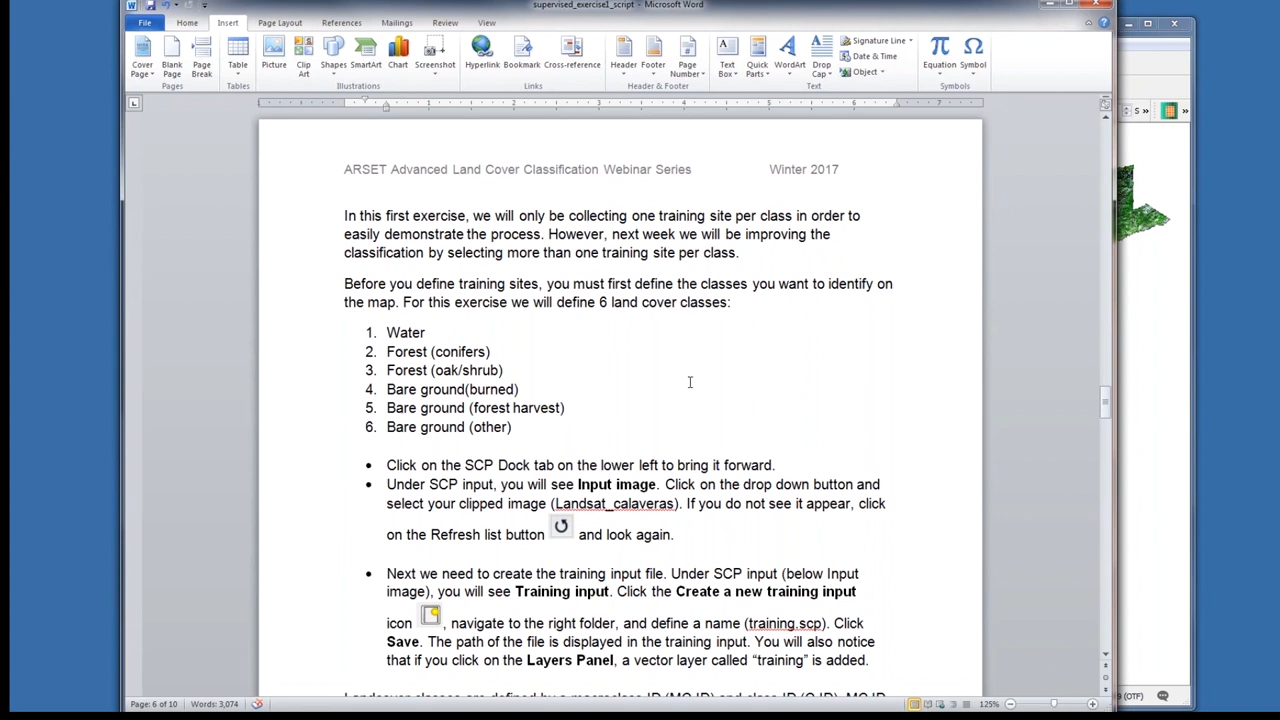 supervised_exercise1_script - Microsoft Word
File Home Insert Page Layout References Mailings Review View
Cover Page Blank Page Page Break Table Picture Clip Art Shapes SmartArt Chart Screenshot Hyperlink Bookmark Cross-reference Header Footer Page Number Text Box Quick Parts WordArt Drop Cap Signature Line Date & Time Object Equation Symbol
Pages Tables Illustrations Links Header & Footer Text Symbols
1 2 3 4 5 6 7
ARSET Advanced Land Cover Classification Webinar Series Winter 2017
In this first exercise, we will only be collecting one training site per class in order to
easily demonstrate the process. However, next week we will be improving the
classification by selecting more than one training site per class.
Before you define training sites, you must first define the classes you want to identify on
the map. For this exercise we will define 6 land cover classes:
1. Water
2. Forest (conifers)
3. Forest (oak/shrub)
4. Bare ground(burned)
5. Bare ground (forest harvest)
6. Bare ground (other)
• Click on the SCP Dock tab on the lower left to bring it forward.
• Under SCP input, you will see Input image. Click on the drop down button and
select your clipped image (Landsat_calaveras). If you do not see it appear, click
on the Refresh list button and look again.
• Next we need to create the training input file. Under SCP input (below Input
image), you will see Training input. Click the Create a new training input
icon , navigate to the right folder, and define a name (training.scp). Click
Save. The path of the file is displayed in the training input. You will also notice
that if you click on the Layers Panel, a vector layer called “training” is added.
Page: 6 of 10 Words: 3,074 125%
(OTF)